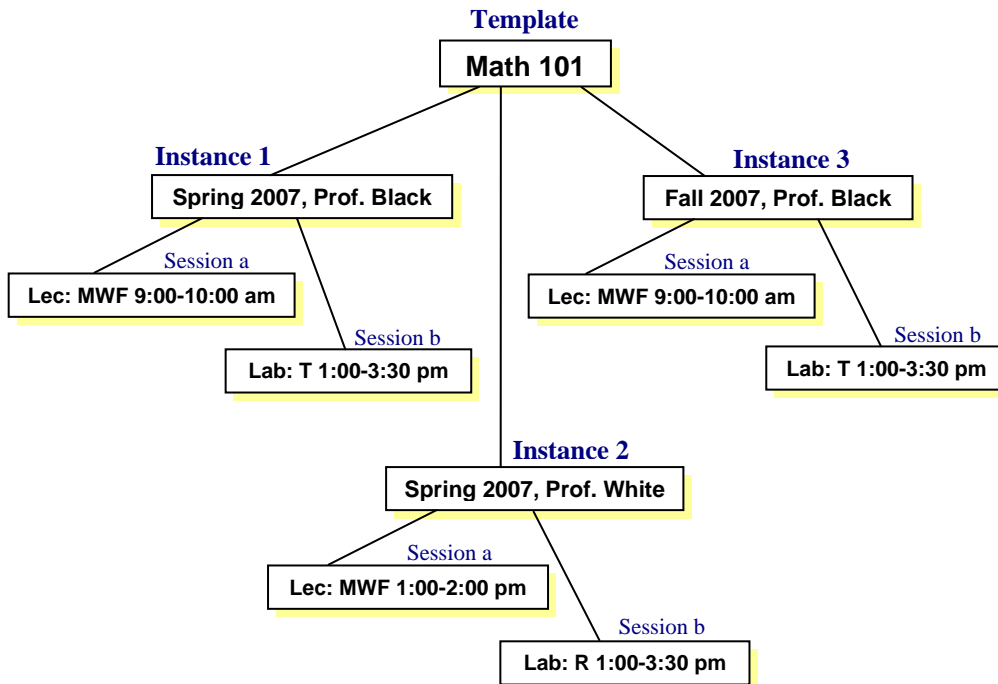 Template
Math 101
Instance 1
Spring 2007, Prof. Black
Session a
Lec: MWF 9:00-10:00 am
Session b
Lab: T 1:00-3:30 pm
Instance 3
Fall 2007, Prof. Black
Session a
Lec: MWF 9:00-10:00 am
Session b
Lab: T 1:00-3:30 pm
Instance 2
Spring 2007, Prof. White
Session a
Lec: MWF 1:00-2:00 pm
Session b
Lab: R 1:00-3:30 pm